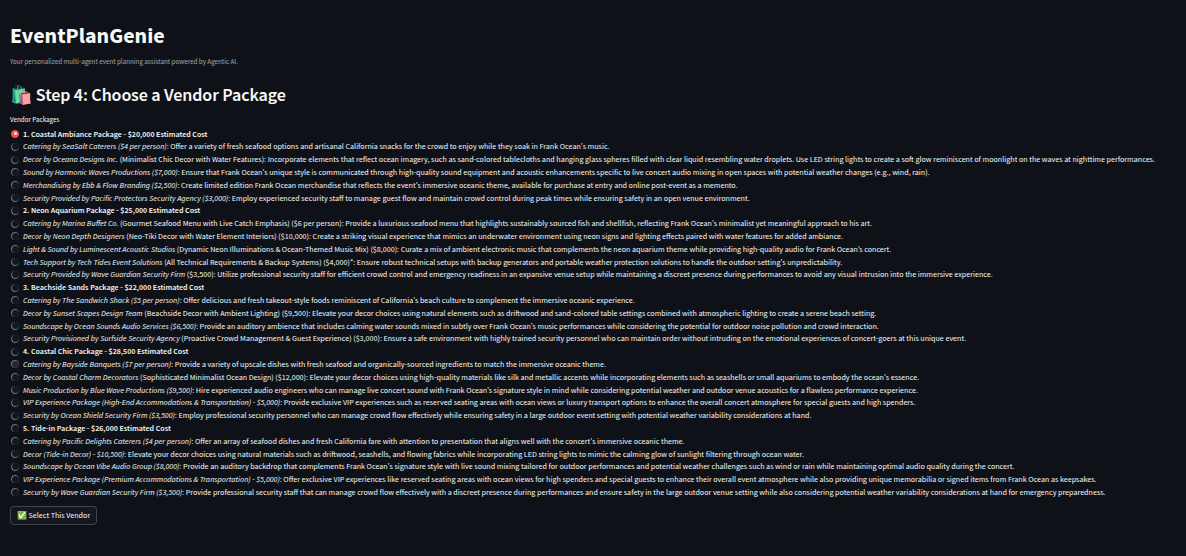 EventPlanGenie
Your personalized multi-agent event planning assistant powered by Agentic AI.
🛍️ Step 4: Choose a Vendor Package
Vendor Packages
1. Coastal Ambiance Package - $20,000 Estimated Cost
Catering by SeaSalt Caterers ($4 per person): Offer a variety of fresh seafood options and artisanal California snacks for the crowd to enjoy while they soak in Frank Ocean's music.
Decor by Oceana Designs Inc. (Minimalist Chic Decor with Water Features): Incorporate elements that reflect ocean imagery, such as sand-colored tablecloths and hanging glass spheres filled with clear liquid resembling water droplets. Use LED string lights to create a soft glow reminiscent of moonlight on the waves at nighttime performances.
Sound by Harmonic Waves Productions ($7,000): Ensure that Frank Ocean's unique style is communicated through high-quality sound equipment and acoustic enhancements specific to live concert audio mixing in open spaces with potential weather changes (e.g., wind, rain).
Merchandising by Ebb & Flow Branding ($2,500): Create limited edition Frank Ocean merchandise that reflects the event's immersive oceanic theme, available for purchase at entry and online post-event as a memento.
Security Provided by Pacific Protectors Security Agency ($3,000): Employ experienced security staff to manage guest flow and maintain crowd control during peak times while ensuring safety in an open venue environment.
2. Neon Aquarium Package - $25,000 Estimated Cost
Catering by Marina Buffet Co. (Gourmet Seafood Menu with Live Catch Emphasis) ($6 per person): Provide a luxurious seafood menu that highlights sustainably sourced fish and shellfish, reflecting Frank Ocean's minimalist yet meaningful approach to his art.
Decor by Neon Depth Designers (Neo-Tiki Decor with Water Element Interiors) ($10,000): Create a striking visual experience that mimics an underwater environment using neon signs and lighting effects paired with water features for added ambiance.
Light & Sound by Luminescent Acoustic Studios (Dynamic Neon Illuminations & Ocean-Themed Music Mix) ($8,000): Curate a mix of ambient electronic music that complements the neon aquarium theme while providing high-quality audio for Frank Ocean's concert.
Tech Support by Tech Tides Event Solutions (All Technical Requirements & Backup Systems) ($4,000)*: Ensure robust technical setups with backup generators and portable weather protection solutions to handle the outdoor setting's unpredictability.
Security Provided by Wave Guardian Security Firm ($3,500): Utilize professional security staff for efficient crowd control and emergency readiness in an expansive venue setup while maintaining a discreet presence during performances to avoid any visual intrusion into the immersive experience.
3. Beachside Sands Package - $22,000 Estimated Cost
Catering by The Sandwich Shack ($5 per person): Offer delicious and fresh takeout-style foods reminiscent of California's beach culture to complement the immersive oceanic experience.
Decor by Sunset Scapes Design Team (Beachside Decor with Ambient Lighting) ($9,500): Elevate your decor choices using natural elements such as driftwood and sand-colored table settings combined with atmospheric lighting to create a serene beach setting.
Soundscape by Ocean Sounds Audio Services ($6,500): Provide an auditory ambience that includes calming water sounds mixed in subtly over Frank Ocean's music performances while considering the potential for outdoor noise pollution and crowd interaction.
Security Provisioned by Surfside Security Agency (Proactive Crowd Management & Guest Experience) ($3,000): Ensure a safe environment with highly trained security personnel who can maintain order without intruding on the emotional experiences of concert-goers at this unique event.
4. Coastal Chic Package - $28,500 Estimated Cost
Catering by Bayside Banquets ($7 per person): Provide a variety of upscale dishes with fresh seafood and organically-sourced ingredients to match the immersive oceanic theme.
Decor by Coastal Charm Decorators (Sophisticated Minimalist Ocean Design) ($12,000): Elevate your decor choices using high-quality materials like silk and metallic accents while incorporating elements such as seashells or small aquariums to embody the ocean's essence.
Music Production by Blue Wave Productions ($9,500): Hire experienced audio engineers who can manage live concert sound with Frank Ocean's signature style in mind while considering potential weather and outdoor venue acoustics for a flawless performance experience.
VIP Experience Package (High-End Accommodations & Transportation) - $5,000): Provide exclusive VIP experiences such as reserved seating areas with ocean views or luxury transport options to enhance the overall concert atmosphere for special guests and high spenders.
Security by Ocean Shield Security Firm ($3,500): Employ professional security personnel who can manage crowd flow effectively while ensuring safety in a large outdoor event setting with potential weather variability considerations at hand.
5. Tide-in Package - $26,000 Estimated Cost
Catering by Pacific Delights Caterers ($4 per person): Offer an array of seafood dishes and fresh California fare with attention to presentation that aligns well with the concert's immersive oceanic theme.
Decor (Tide-in Decor) - $10,500): Elevate your decor choices using natural materials such as driftwood, seashells, and flowing fabrics while incorporating LED string lights to mimic the calming glow of sunlight filtering through ocean water.
Soundscape by Ocean Vibe Audio Group ($8,000): Provide an auditory backdrop that complements Frank Ocean's signature style with live sound mixing tailored for outdoor performances and potential weather challenges such as wind or rain while maintaining optimal audio quality during the concert.
VIP Experience Package (Premium Accommodations & Transportation) - $5,000): Offer exclusive VIP experiences like reserved seating areas with ocean views for high spenders and special guests to enhance their overall event atmosphere while also providing unique memorabilia or signed items from Frank Ocean as keepsakes.
Security by Wave Guardian Security Firm ($3,500): Provide professional security staff that can manage crowd flow effectively with a discreet presence during performances and ensure safety in the large outdoor venue setting while also considering potential weather variability considerations at hand for emergency preparedness.
✅ Select This Vendor